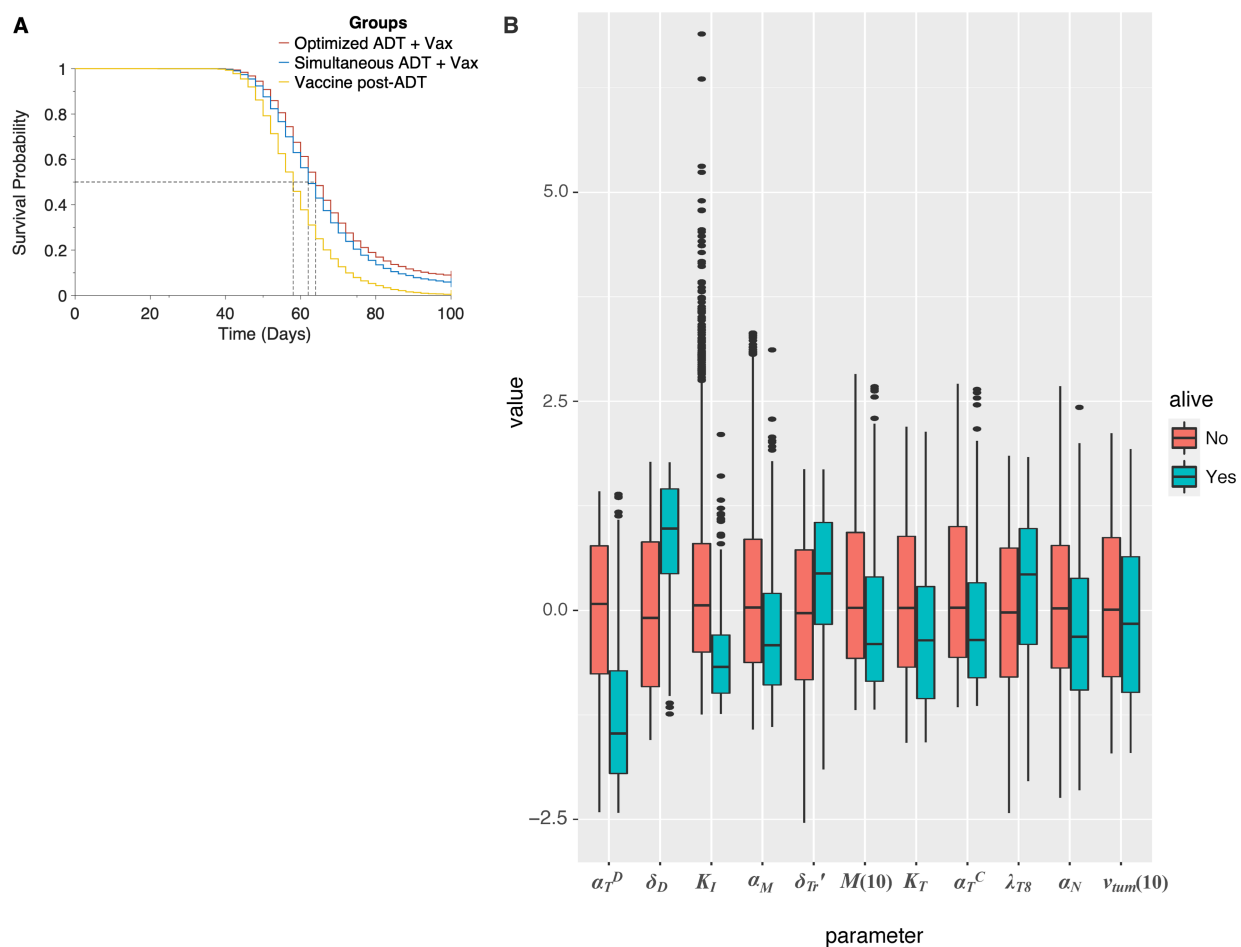 A
Groups
Optimized ADT + Vax
Simultaneous ADT + Vax
Vaccine post-ADT
Survival Probability
1
0.8
0.6
0.4
0.2
0
0 20 40 60 80 100
Time (Days)
B
value
5.0
2.5
0.0
−2.5
α_T^D δ_D K_I α_M δ_Tr′ M(10) K_T α_T^C λ_T8 α_N v_tum(10)
parameter
alive
No
Yes